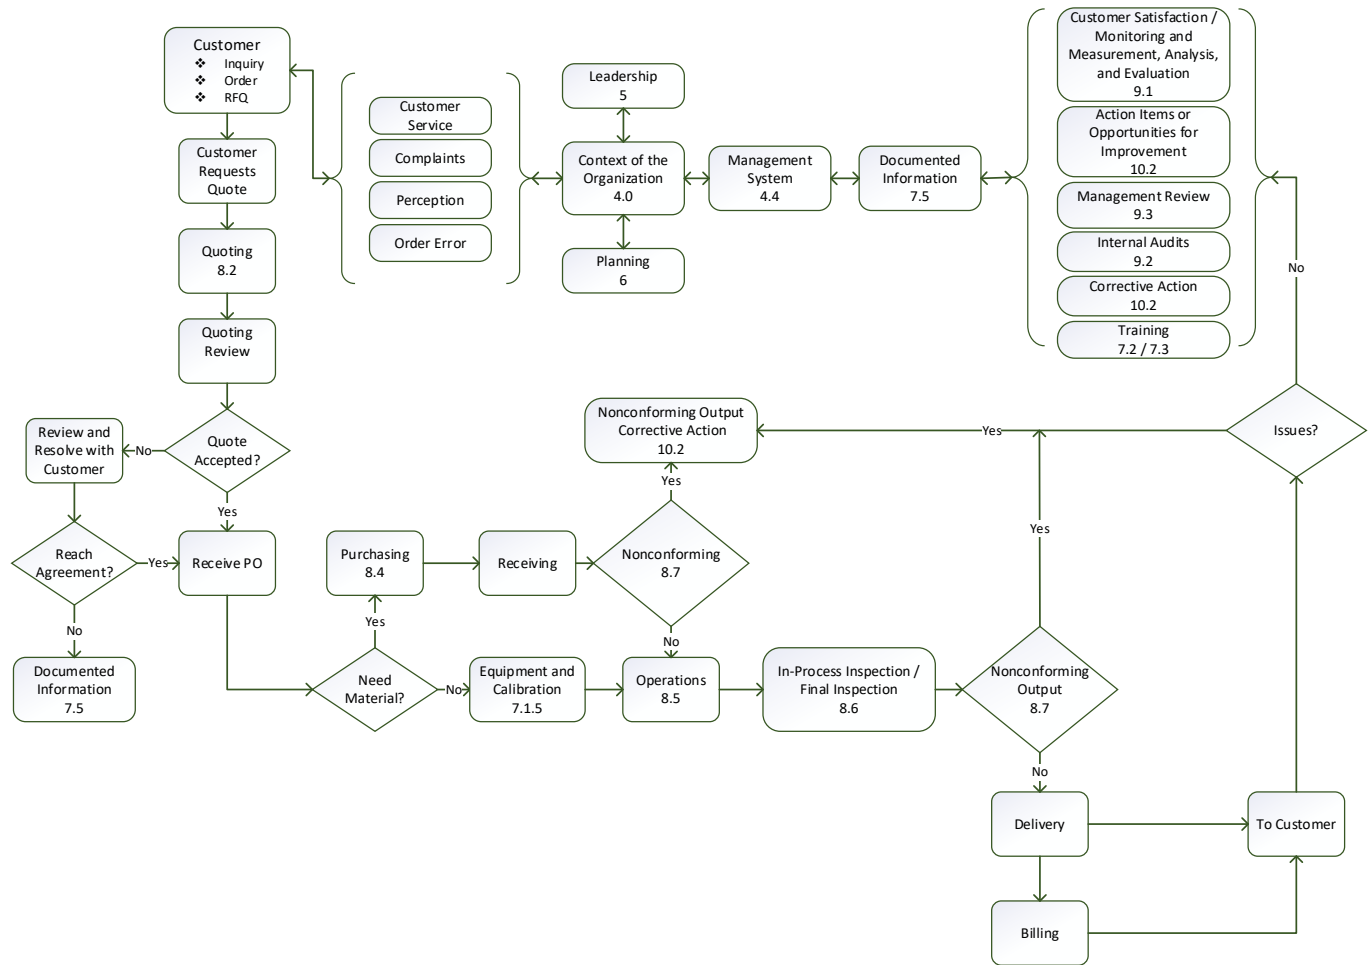 Customer
❖ Inquiry
❖ Order
❖ RFQ
Customer
Requests
Quote
Quoting
8.2
Quoting
Review
Quote
Accepted?
No
Yes
Review and
Resolve with
Customer
Reach
Agreement?
Yes
No
Documented
Information
7.5
Receive PO
Customer
Service
Complaints
Perception
Order Error
Leadership
5
Context of the
Organization
4.0
Planning
6
Management
System
4.4
Documented
Information
7.5
Customer Satisfaction /
Monitoring and
Measurement, Analysis,
and Evaluation
9.1
Action Items or
Opportunities for
Improvement
10.2
Management Review
9.3
Internal Audits
9.2
Corrective Action
10.2
Training
7.2 / 7.3
No
Issues?
Yes
Nonconforming Output
Corrective Action
10.2
Yes
Purchasing
8.4
Receiving
Nonconforming
8.7
No
Yes
Need
Material?
No
Equipment and
Calibration
7.1.5
Operations
8.5
In-Process Inspection /
Final Inspection
8.6
Nonconforming
Output
8.7
Yes
No
Delivery
To Customer
Billing